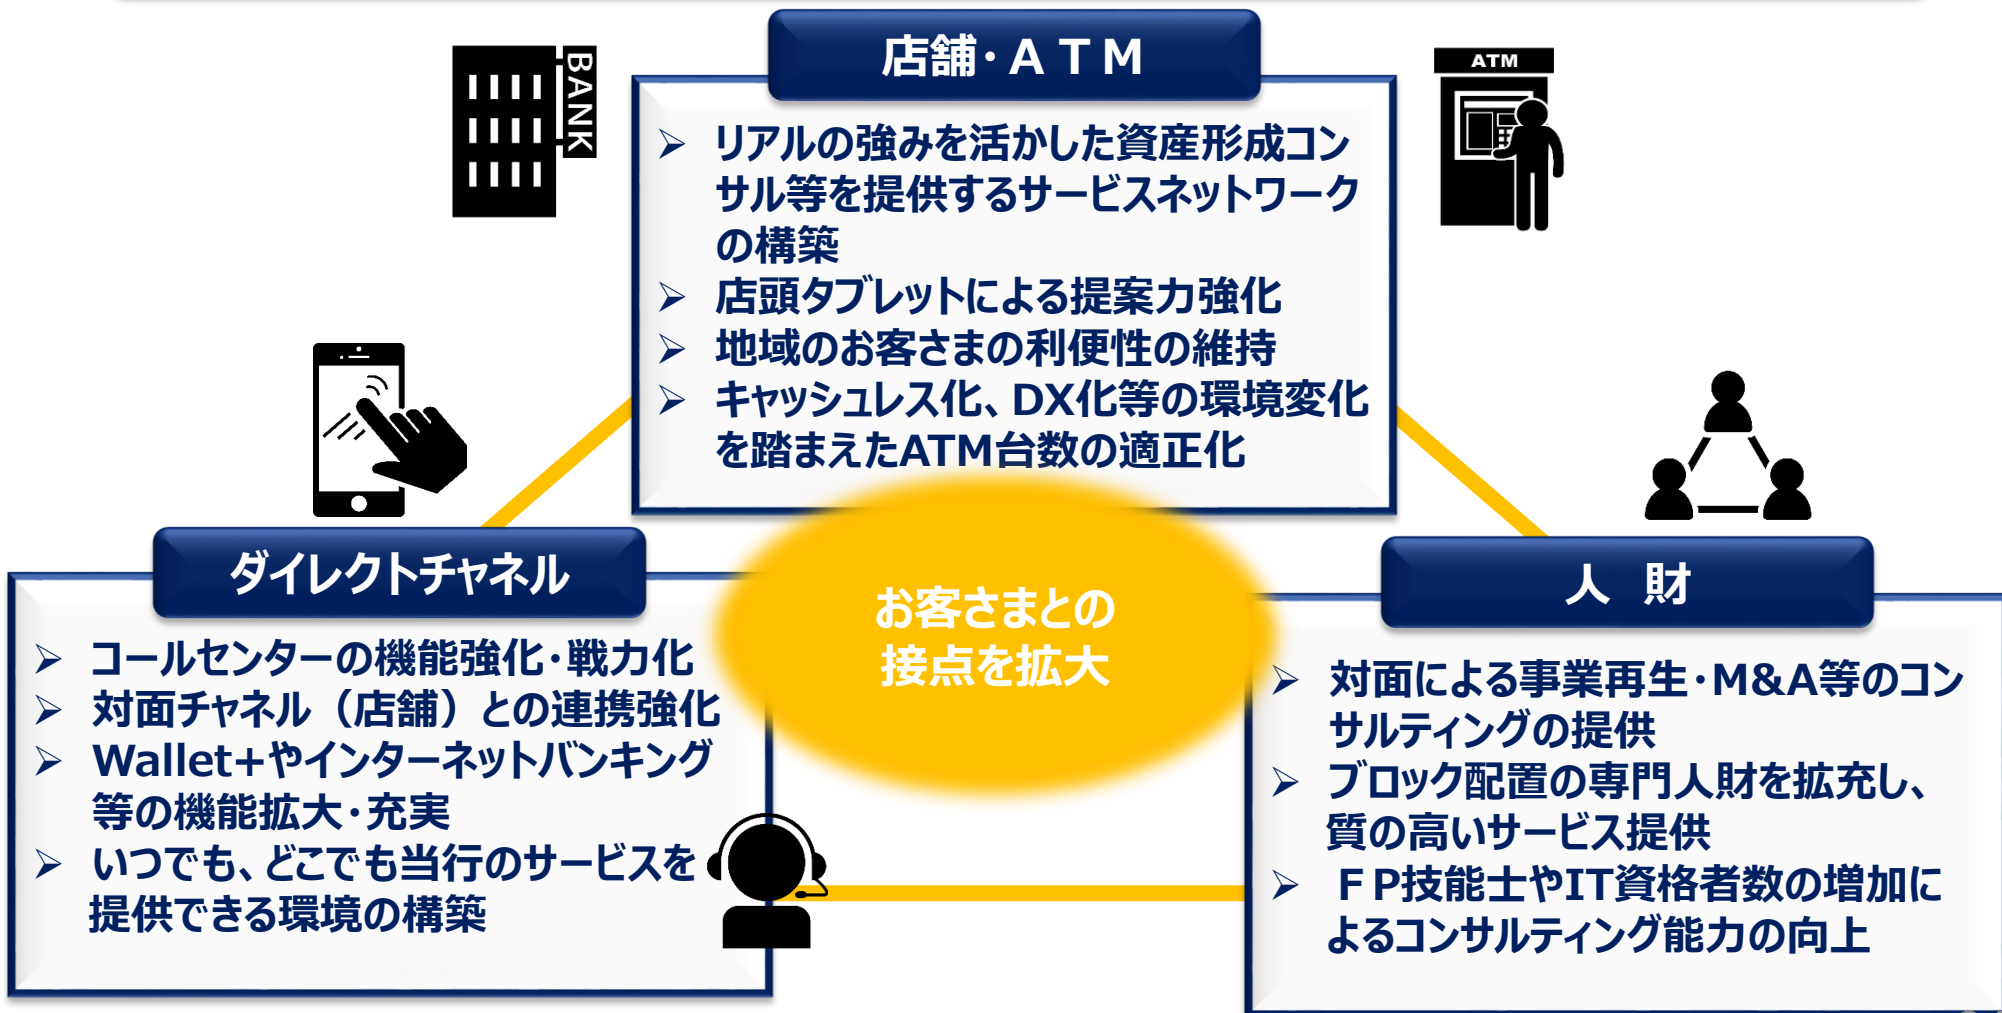 店舗・ＡＴＭ
BANK
ATM
➢ リアルの強みを活かした資産形成コン
サル等を提供するサービスネットワーク
の構築
➢ 店頭タブレットによる提案力強化
➢ 地域のお客さまの利便性の維持
➢ キャッシュレス化、DX化等の環境変化
を踏まえたATM台数の適正化
お客さまとの
接点を拡大
ダイレクトチャネル
➢ コールセンターの機能強化・戦力化
➢ 対面チャネル（店舗）との連携強化
➢ Wallet+やインターネットバンキング
等の機能拡大・充実
➢ いつでも、どこでも当行のサービスを
提供できる環境の構築
人　財
➢ 対面による事業再生・M&A等のコン
サルティングの提供
➢ ブロック配置の専門人財を拡充し、
質の高いサービス提供
➢ ＦＰ技能士やIT資格者数の増加に
よるコンサルティング能力の向上